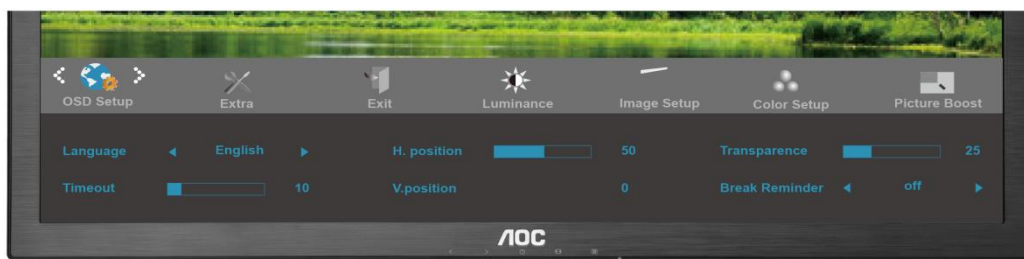 OSD Setup Extra Exit Luminance Image Setup Color Setup Picture Boost
Language English H. position 50 Transparence 25
Timeout 10 V.position 0 Break Reminder off
AOC